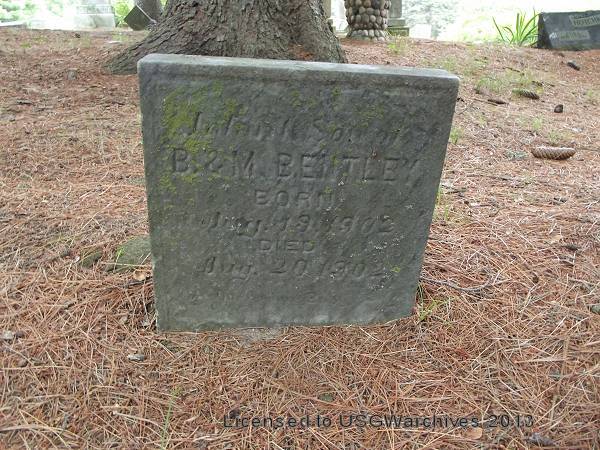 Infant Son of
B. & M. BENTLEY
BORN
Aug. 19, 1902
DIED
Aug. 20 1902
Licensed to USGWarchives 2013